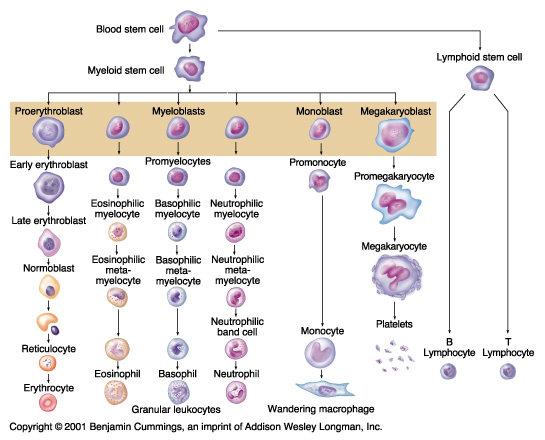 Blood stem cell
Myeloid stem cell
Lymphoid stem cell
Proerythroblast
Myeloblasts
Monoblast
Megakaryoblast
Early erythroblast
Promyelocytes
Promonocyte
Promegakaryocyte
Eosinophilic
myelocyte
Basophilic
myelocyte
Neutrophilic
myelocyte
Late erythroblast
Megakaryocyte
Normoblast
Eosinophilic
meta-
myelocyte
Basophilic
meta-
myelocyte
Neutrophilic
meta-
myelocyte
Neutrophilic
band cell
Monocyte
Platelets
B
Lymphocyte
T
Lymphocyte
Reticulocyte
Erythrocyte
Eosinophil
Basophil
Neutrophil
Granular leukocytes
Wandering macrophage
Copyright © 2001 Benjamin Cummings, an imprint of Addison Wesley Longman, Inc.